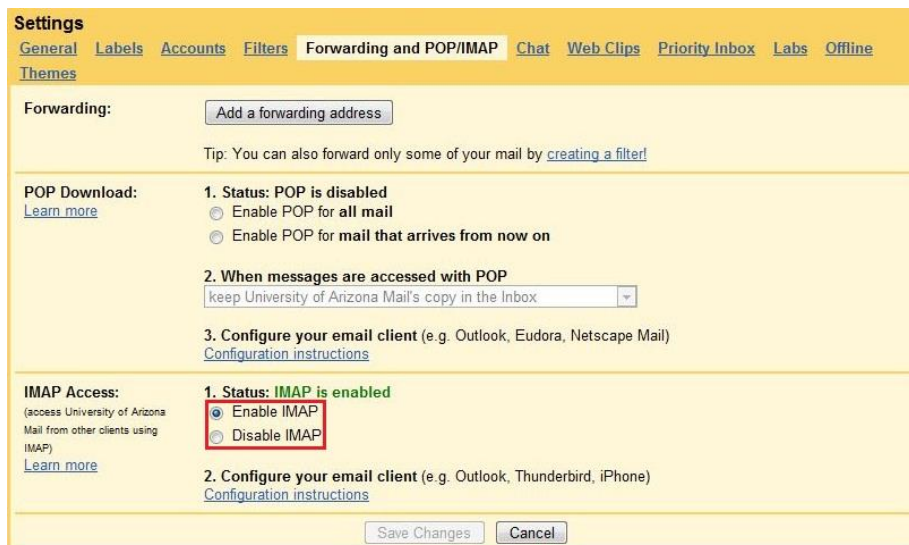 Settings
General Labels Accounts Filters Forwarding and POP/IMAP Chat Web Clips Priority Inbox Labs Offline
Themes
Forwarding: Add a forwarding address
Tip: You can also forward only some of your mail by creating a filter!
POP Download: 1. Status: POP is disabled
Learn more Enable POP for all mail
Enable POP for mail that arrives from now on
2. When messages are accessed with POP
keep University of Arizona Mail's copy in the Inbox
3. Configure your email client (e.g. Outlook, Eudora, Netscape Mail)
Configuration instructions
IMAP Access: 1. Status: IMAP is enabled
(access University of Arizona Enable IMAP
Mail from other clients using Disable IMAP
IMAP)
Learn more
2. Configure your email client (e.g. Outlook, Thunderbird, iPhone)
Configuration instructions
Save Changes Cancel